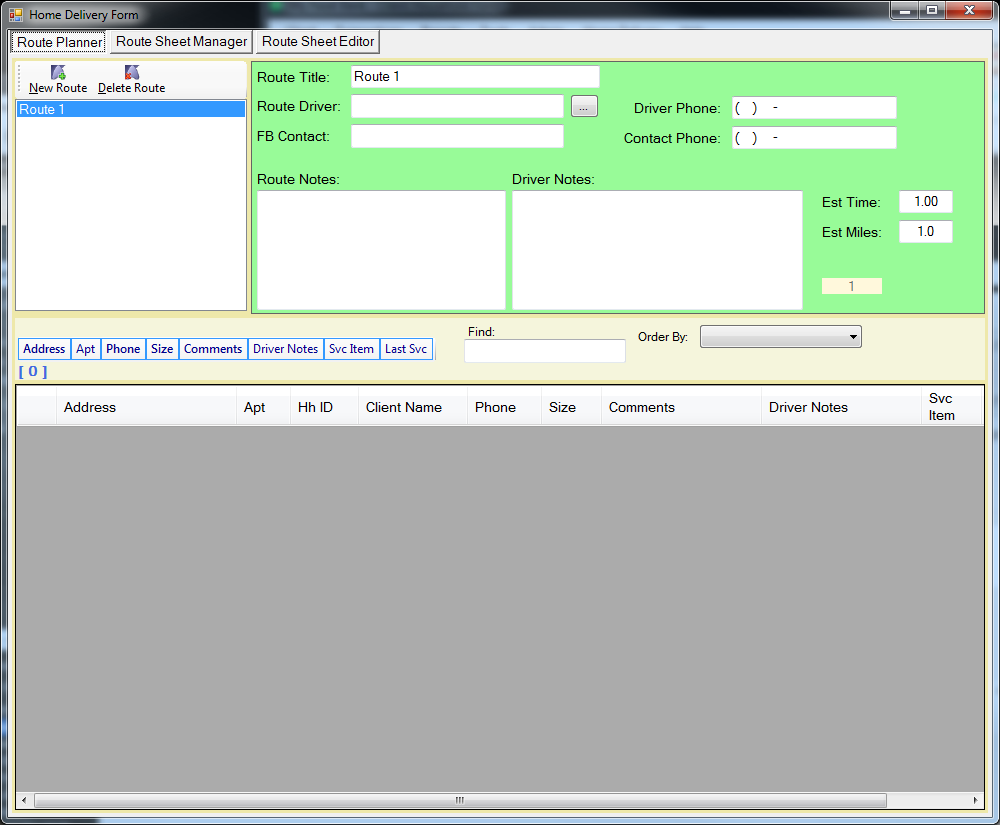 Home Delivery Form
Route Planner Route Sheet Manager Route Sheet Editor
New Route Delete Route
Route 1
Route Title: Route 1
Route Driver: ... Driver Phone: ( ) -
FB Contact: Contact Phone: ( ) -
Route Notes: Driver Notes:
Est Time: 1.00
Est Miles: 1.0
1
Find:
Order By:
Address Apt Phone Size Comments Driver Notes Svc Item Last Svc
[ 0 ]
Address Apt Hh ID Client Name Phone Size Comments Driver Notes Svc
Item